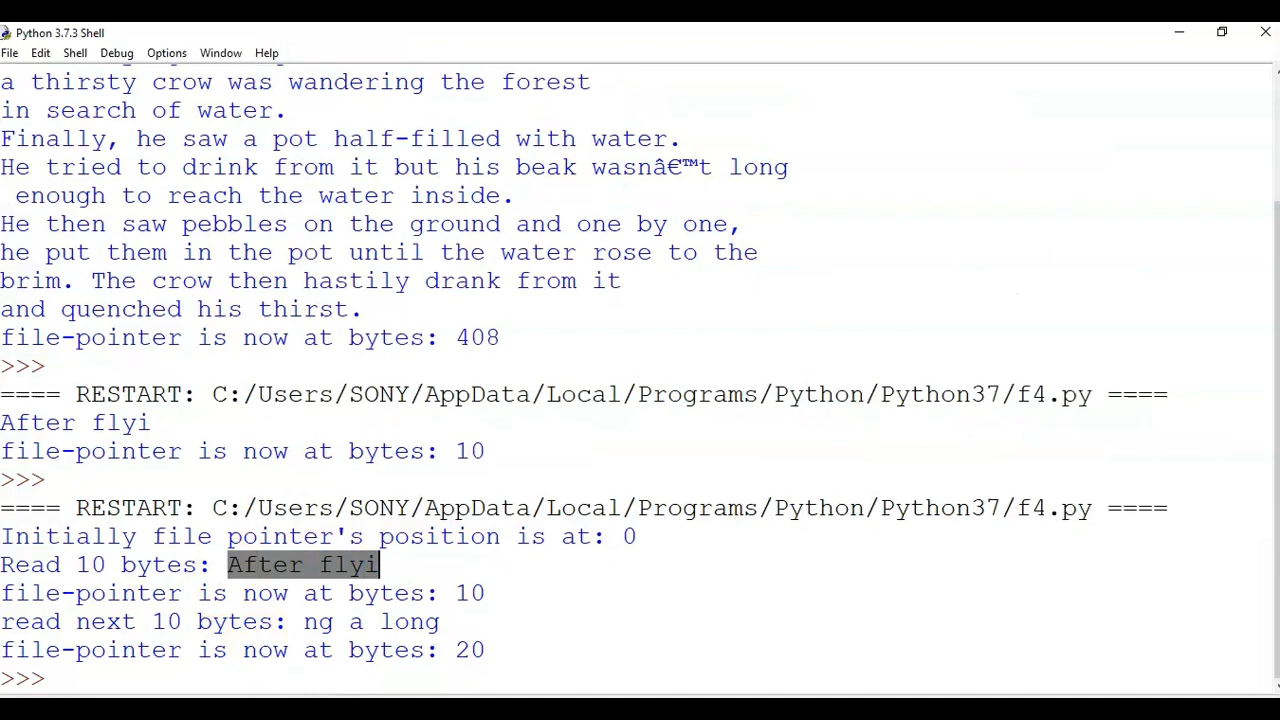 Python 3.7.3 Shell
File Edit Shell Debug Options Window Help
a thirsty crow was wandering the forest
in search of water.
Finally, he saw a pot half-filled with water.
He tried to drink from it but his beak wasnâ€™t long
 enough to reach the water inside.
He then saw pebbles on the ground and one by one,
he put them in the pot until the water rose to the
brim. The crow then hastily drank from it
and quenched his thirst.
file-pointer is now at bytes: 408
>>>
==== RESTART: C:/Users/SONY/AppData/Local/Programs/Python/Python37/f4.py ====
After flyi
file-pointer is now at bytes: 10
>>>
==== RESTART: C:/Users/SONY/AppData/Local/Programs/Python/Python37/f4.py ====
Initially file pointer's position is at: 0
Read 10 bytes: After flyi
file-pointer is now at bytes: 10
read next 10 bytes: ng a long
file-pointer is now at bytes: 20
>>>